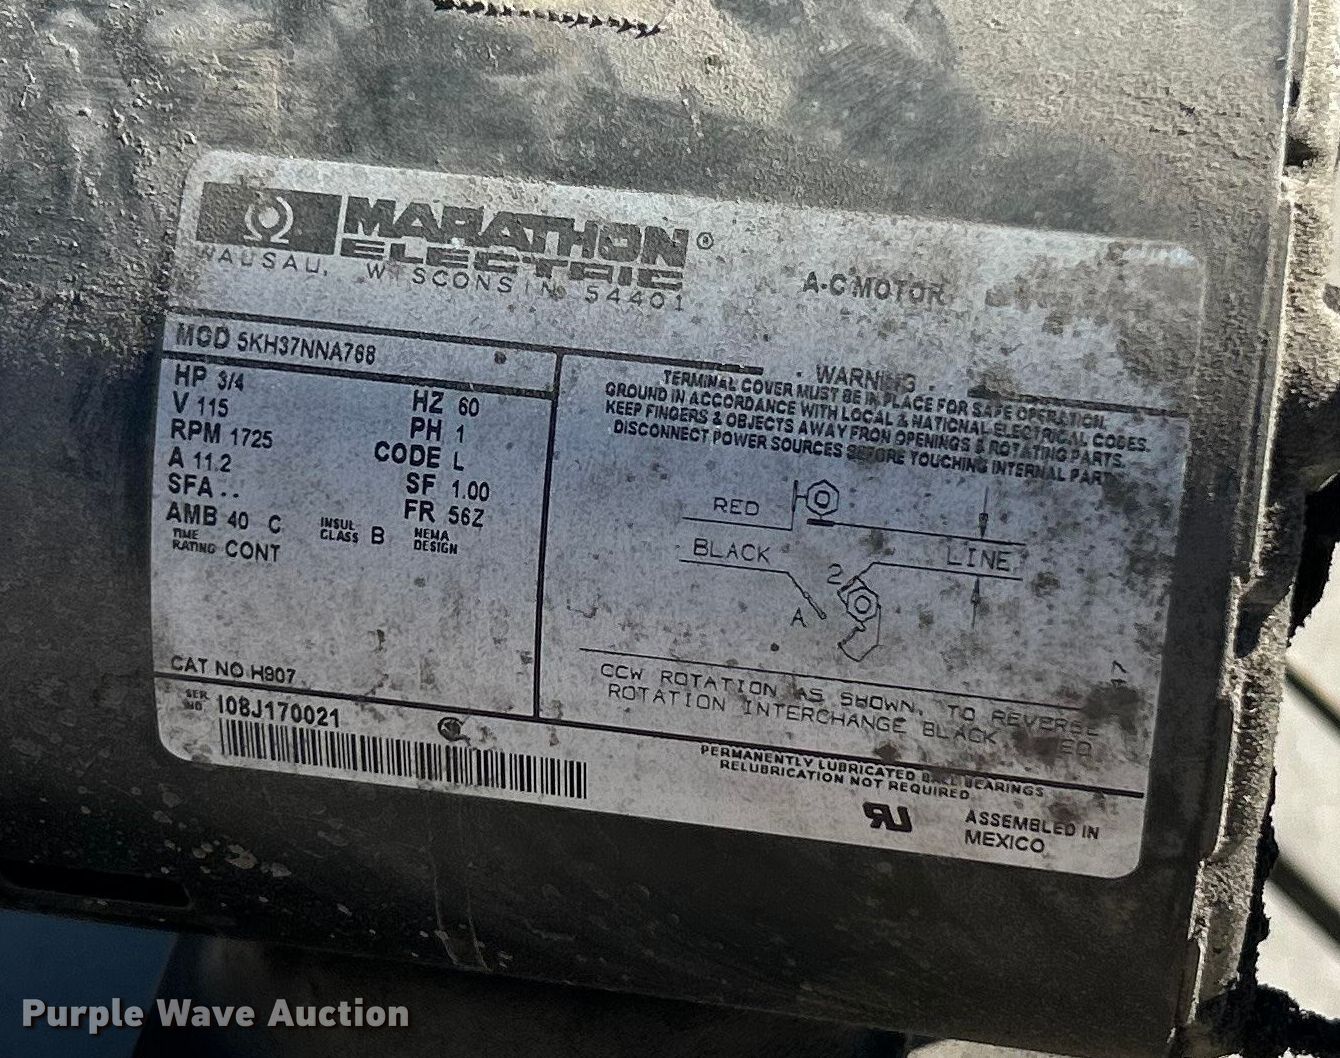 MARATHON®
ELECTRIC
WAUSAU, WISCONSIN 54401
A-C MOTOR
MOD 5KH37NNA768
HP 3/4
V 115
HZ 60
RPM 1725
PH 1
A 11.2
CODE L
SFA ..
SF 1.00
AMB 40 C
INSUL CLASS B
FR 56Z
NEMA DESIGN
TIME RATING CONT
CAT NO H907
SER NO I08J170021
· WARNING ·
TERMINAL COVER MUST BE IN PLACE FOR SAFE OPERATION.
GROUND IN ACCORDANCE WITH LOCAL & NATIONAL ELECTRICAL CODES.
KEEP FINGERS & OBJECTS AWAY FROM OPENINGS & ROTATING PARTS.
DISCONNECT POWER SOURCES BEFORE TOUCHING INTERNAL PART
RED
BLACK
LINE
2
A
CCW ROTATION AS SHOWN, TO REVERSE
ROTATION INTERCHANGE BLACK
PERMANENTLY LUBRICATED BALL BEARINGS
RELUBRICATION NOT REQUIRED
ASSEMBLED IN
MEXICO
Purple Wave Auction